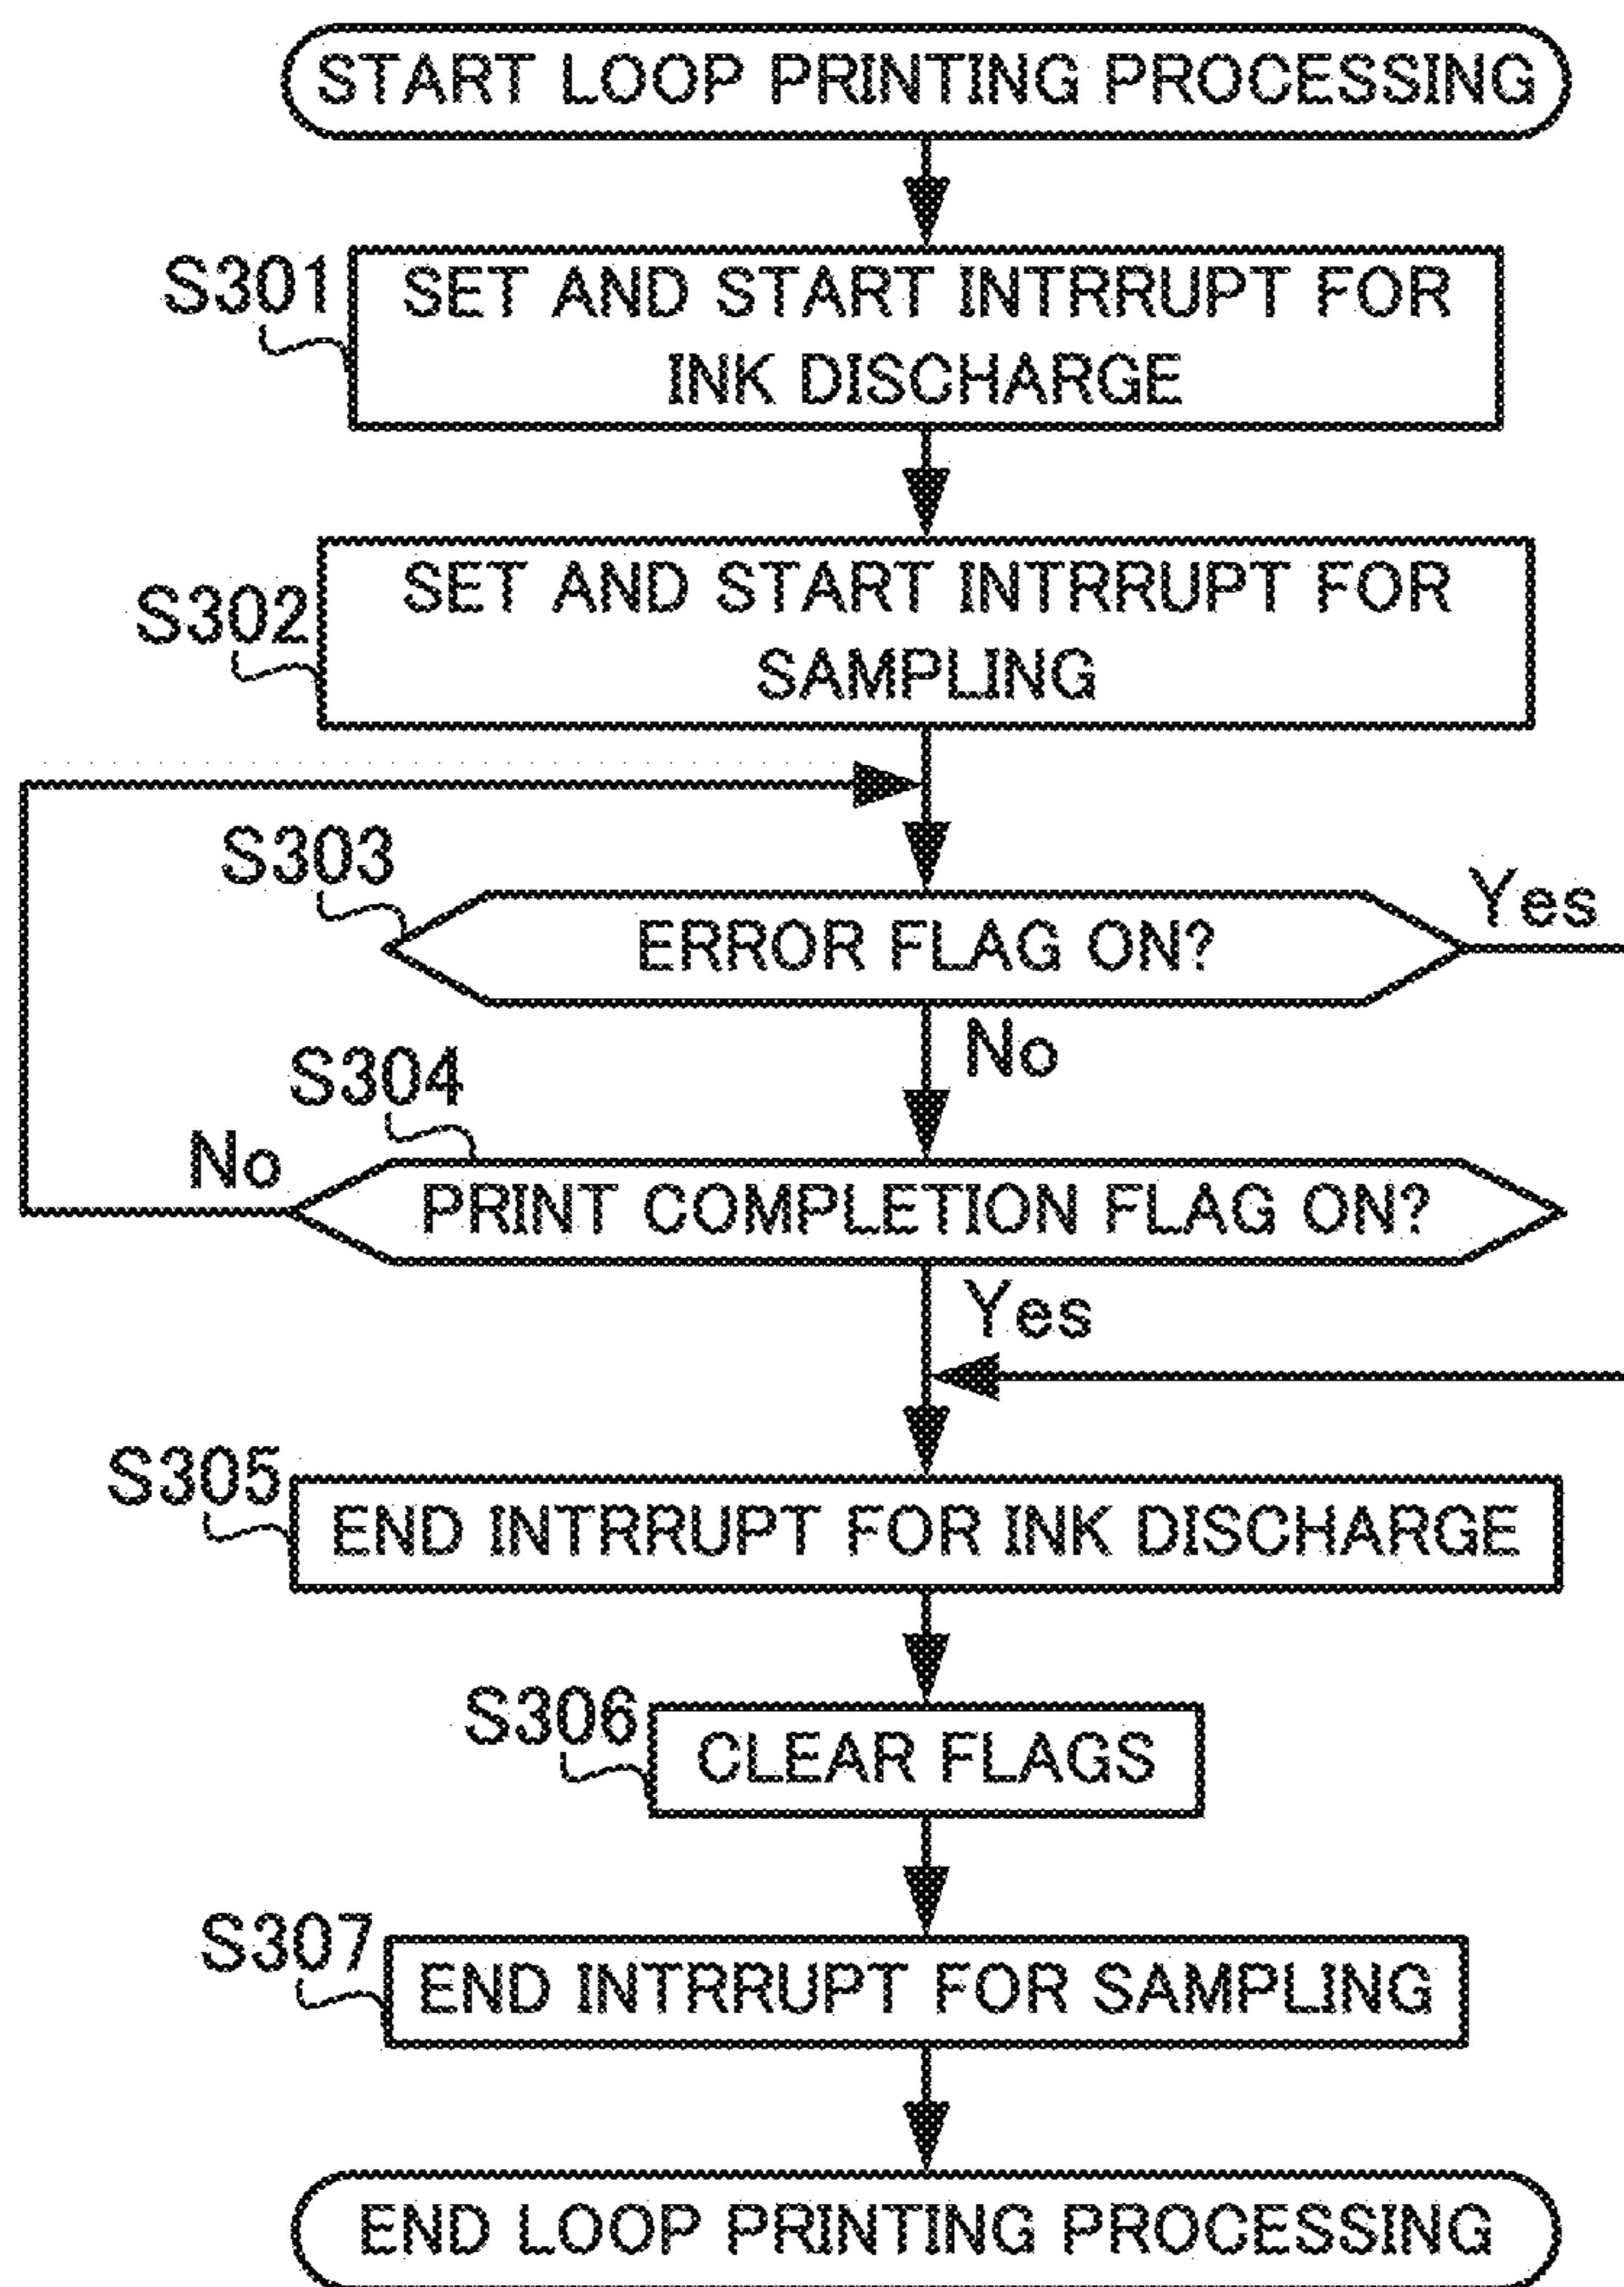 START LOOP PRINTING PROCESSING
S301
SET AND START INTRRUPT FOR
INK DISCHARGE
S302
SET AND START INTRRUPT FOR
SAMPLING
S303
ERROR FLAG ON?
Yes
No
S304
No
PRINT COMPLETION FLAG ON?
Yes
S305
END INTRRUPT FOR INK DISCHARGE
S306
CLEAR FLAGS
S307
END INTRRUPT FOR SAMPLING
END LOOP PRINTING PROCESSING